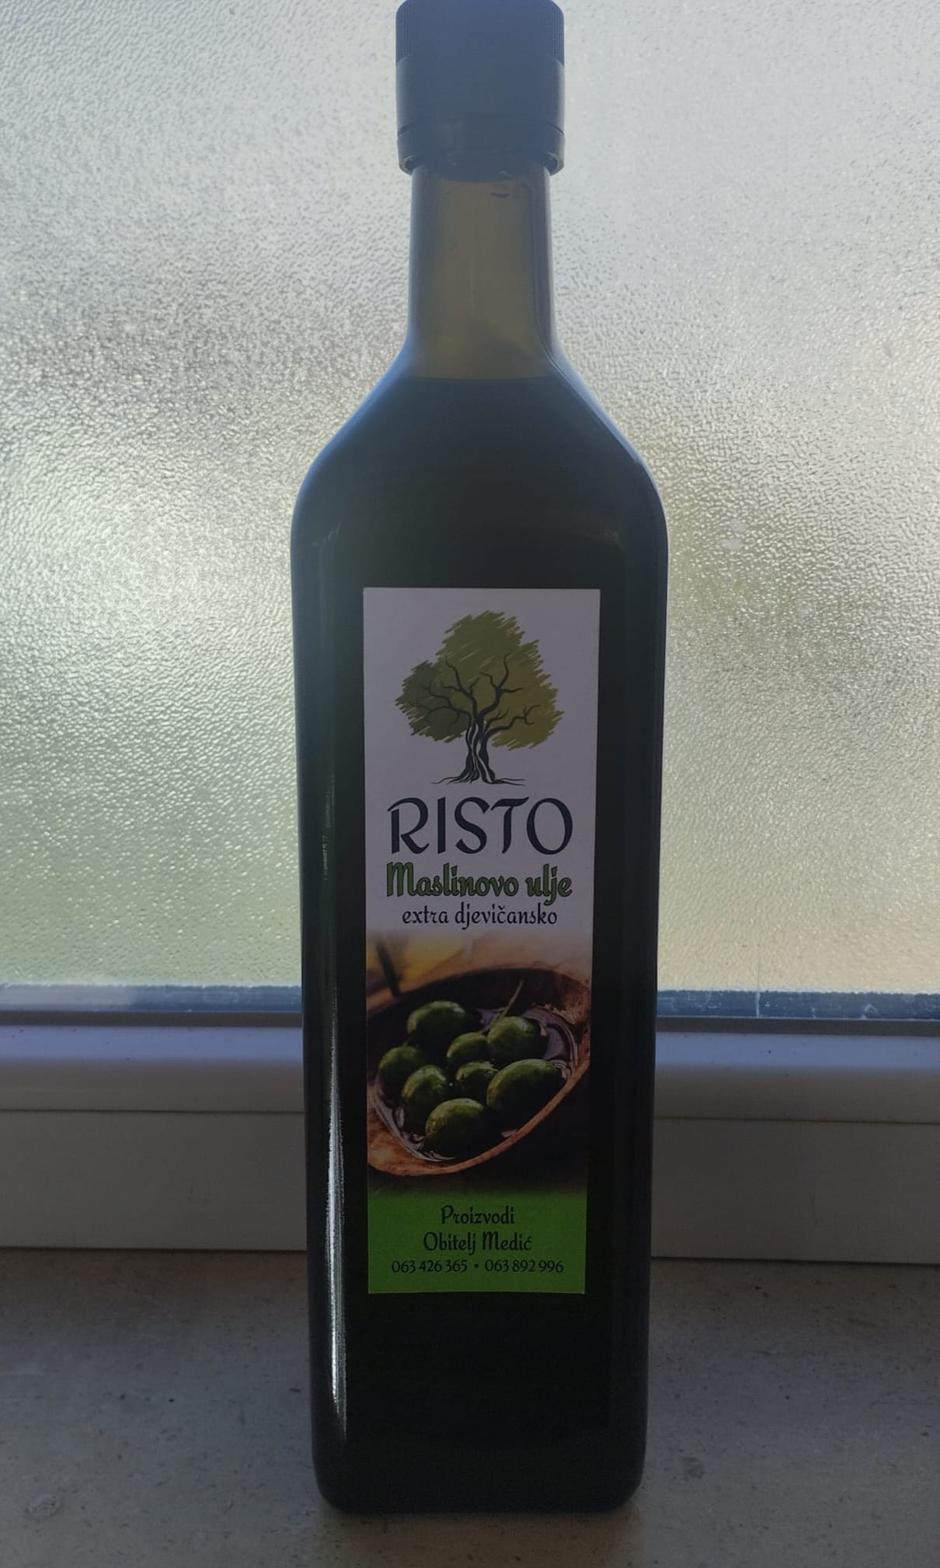 RISTO
Maslinovo ulje
extra djevičansko
Proizvodi
Obitelj Medić
063 426 365 • 063 892 996